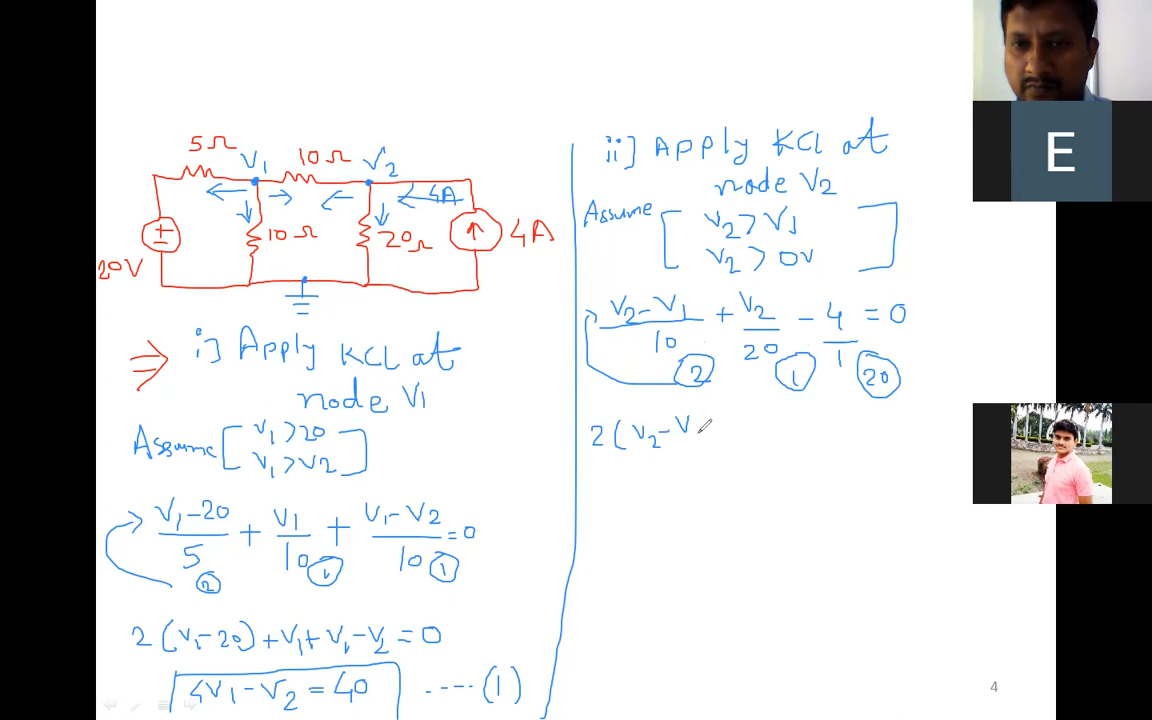 5Ω
V1
10Ω
V2
4A
10Ω
20Ω
4A
20V
i] Apply KCL at
node V1
Assume [ V1 > 20
V1 > V2 ]
V1-20/5 + V1/10 + V1-V2/10 = 0
2
1
1
2(V1-20)+V1+V1-V2=0
4V1-V2=40 ----(1)
ii] Apply KCl at
node V2
Assume [ V2 > V1
V2 > 0V ]
V2-V1/10 + V2/20 - 4/1 = 0
2
1
20
2(V2-V
E
4